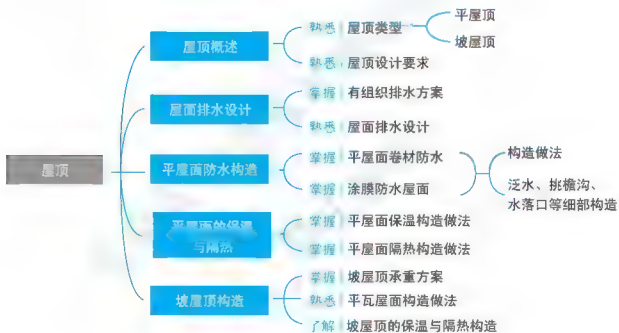 屋顶
屋顶概述
熟悉 屋顶类型
平屋顶
坡屋顶
熟悉 屋顶设计要求
屋面排水设计
掌握 有组织排水方案
熟悉 屋面排水设计
平屋面防水构造
掌握 平屋面卷材防水
掌握 涂膜防水屋面
构造做法
泛水、挑檐沟、
水落口等细部构造
平屋面的保温
与隔热
掌握 平屋面保温构造做法
掌握 平屋面隔热构造做法
坡屋顶构造
掌握 坡屋顶承重方案
熟悉 平瓦屋面构造做法
了解 坡屋顶的保温与隔热构造